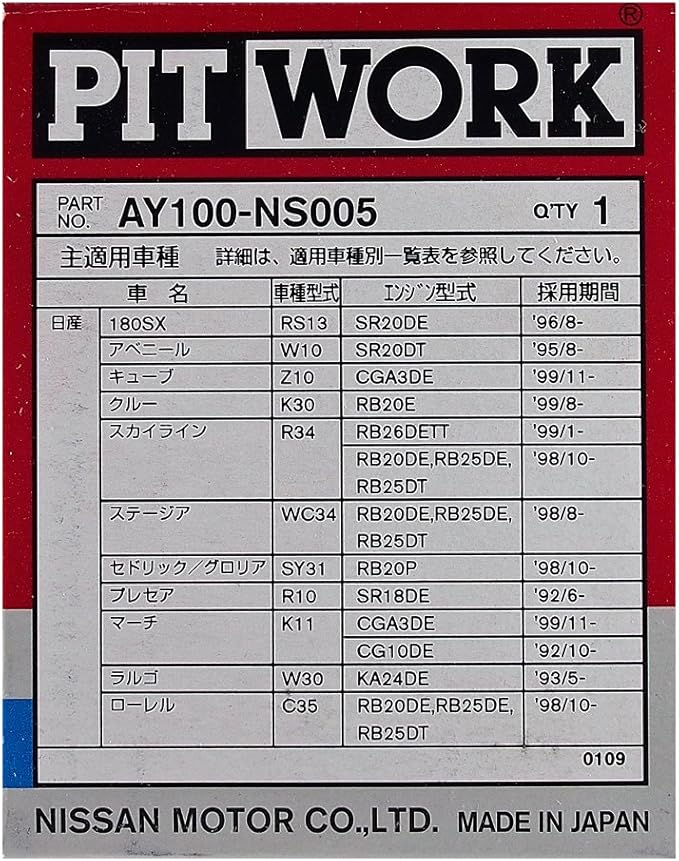 ®
PIT WORK
PART NO. AY100-NS005 Q'TY 1
主適用車種 詳細は、適用車種別一覧表を参照してください。
車名 車種型式 エンジン型式 採用期間
日産 180SX RS13 SR20DE '96/8-
アベニール W10 SR20DT '95/8-
キューブ Z10 CGA3DE '99/11-
クルー K30 RB20E '99/8-
スカイライン R34 RB26DETT '99/1-
RB20DE,RB25DE, '98/10-
RB25DT
ステージア WC34 RB20DE,RB25DE, '98/8-
RB25DT
セドリック/グロリア SY31 RB20P '98/10-
プレセア R10 SR18DE '92/6-
マーチ K11 CGA3DE '99/11-
CG10DE '92/10-
ラルゴ W30 KA24DE '93/5-
ローレル C35 RB20DE,RB25DE, '98/10-
RB25DT
0109
NISSAN MOTOR CO.,LTD. MADE IN JAPAN